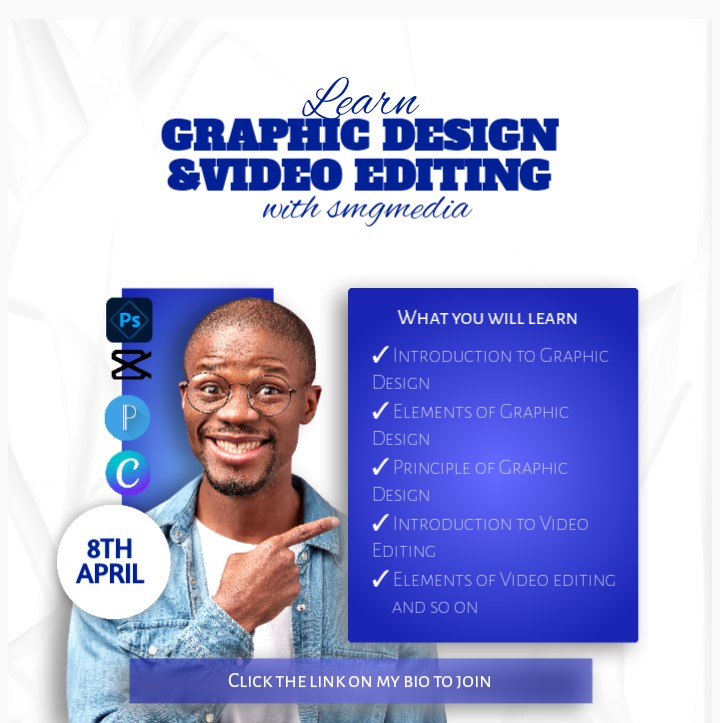 Learn
GRAPHIC DESIGN
&VIDEO EDITING
with smgmedia
Ps
P
C
8TH
APRIL
WHAT YOU WILL LEARN
✓ INTRODUCTION TO GRAPHIC
DESIGN
✓ ELEMENTS OF GRAPHIC
DESIGN
✓ PRINCIPLE OF GRAPHIC
DESIGN
✓ INTRODUCTION TO VIDEO
EDITING
✓ ELEMENTS OF VIDEO EDITING
AND SO ON
CLICK THE LINK ON MY BIO TO JOIN